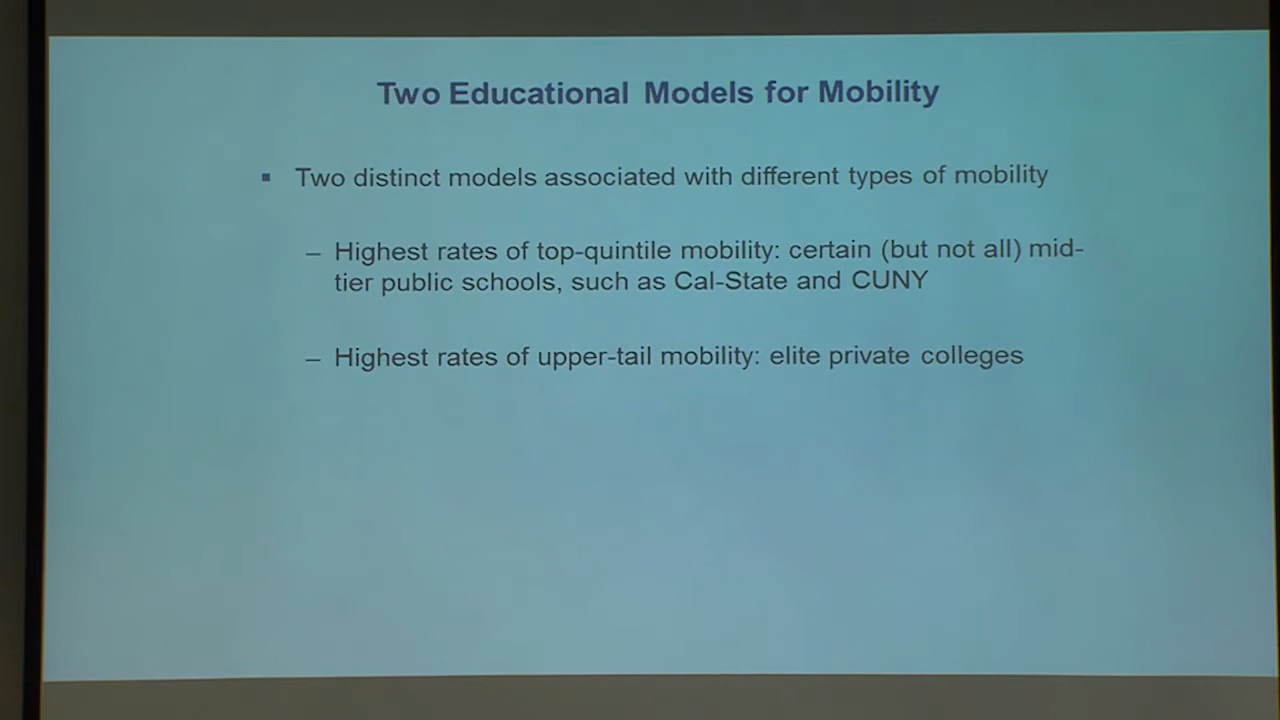 Two Educational Models for Mobility
▪ Two distinct models associated with different types of mobility
– Highest rates of top-quintile mobility: certain (but not all) mid-
tier public schools, such as Cal-State and CUNY
– Highest rates of upper-tail mobility: elite private colleges